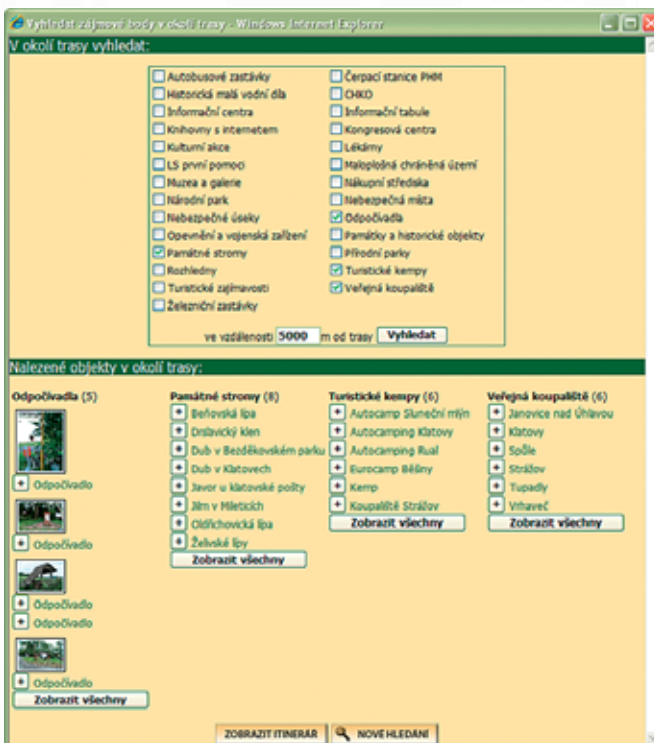 Vyhledat zájmové body v okolí trasy - Windows Internet Explorer
V okolí trasy vyhledat:
Autobusové zastávky
Historická malá vodní díla
Informační centra
Knihovny s internetem
Kulturní akce
LS první pomoci
Muzea a galerie
Národní park
Nebezpečné úseky
Opevnění a vojenská zařízení
Památné stromy
Rozhledny
Turistické zajímavosti
Železniční zastávky
Čerpací stanice PHM
CHKO
Informační tabule
Kongresová centra
Lékárny
Maloplošná chráněná území
Nákupní střediska
Nebezpečná místa
Odpočívadla
Památky a historické objekty
Přírodní parky
Turistické kempy
Veřejná koupaliště
ve vzdálenosti 5000 m od trasy Vyhledat
Nalezené objekty v okolí trasy:
Odpočívadla (5)
Odpočívadlo
Odpočívadlo
Odpočívadlo
Odpočívadlo
Odpočívadlo
Zobrazit všechny
Památné stromy (8)
Beňovská lípa
Drslavický klen
Dub v Bezděkovském parku
Dub v Klatovech
Javor u klatovské pošty
Jilm v Mileticích
Oldřichovická lípa
Želivské lípy
Zobrazit všechny
Turistické kempy (6)
Autocamp Sluneční mlýn
Autocamping Klatovy
Autocamping Rual
Eurocamp Běšiny
Kemp
Koupaliště Strážov
Zobrazit všechny
Veřejná koupaliště (6)
Janovice nad Úhlavou
Klatovy
Spůle
Strážov
Tupadly
Vrhaveč
Zobrazit všechny
ZOBRAZIT ITINERÁŘ
NOVÉ HLEDÁNÍ